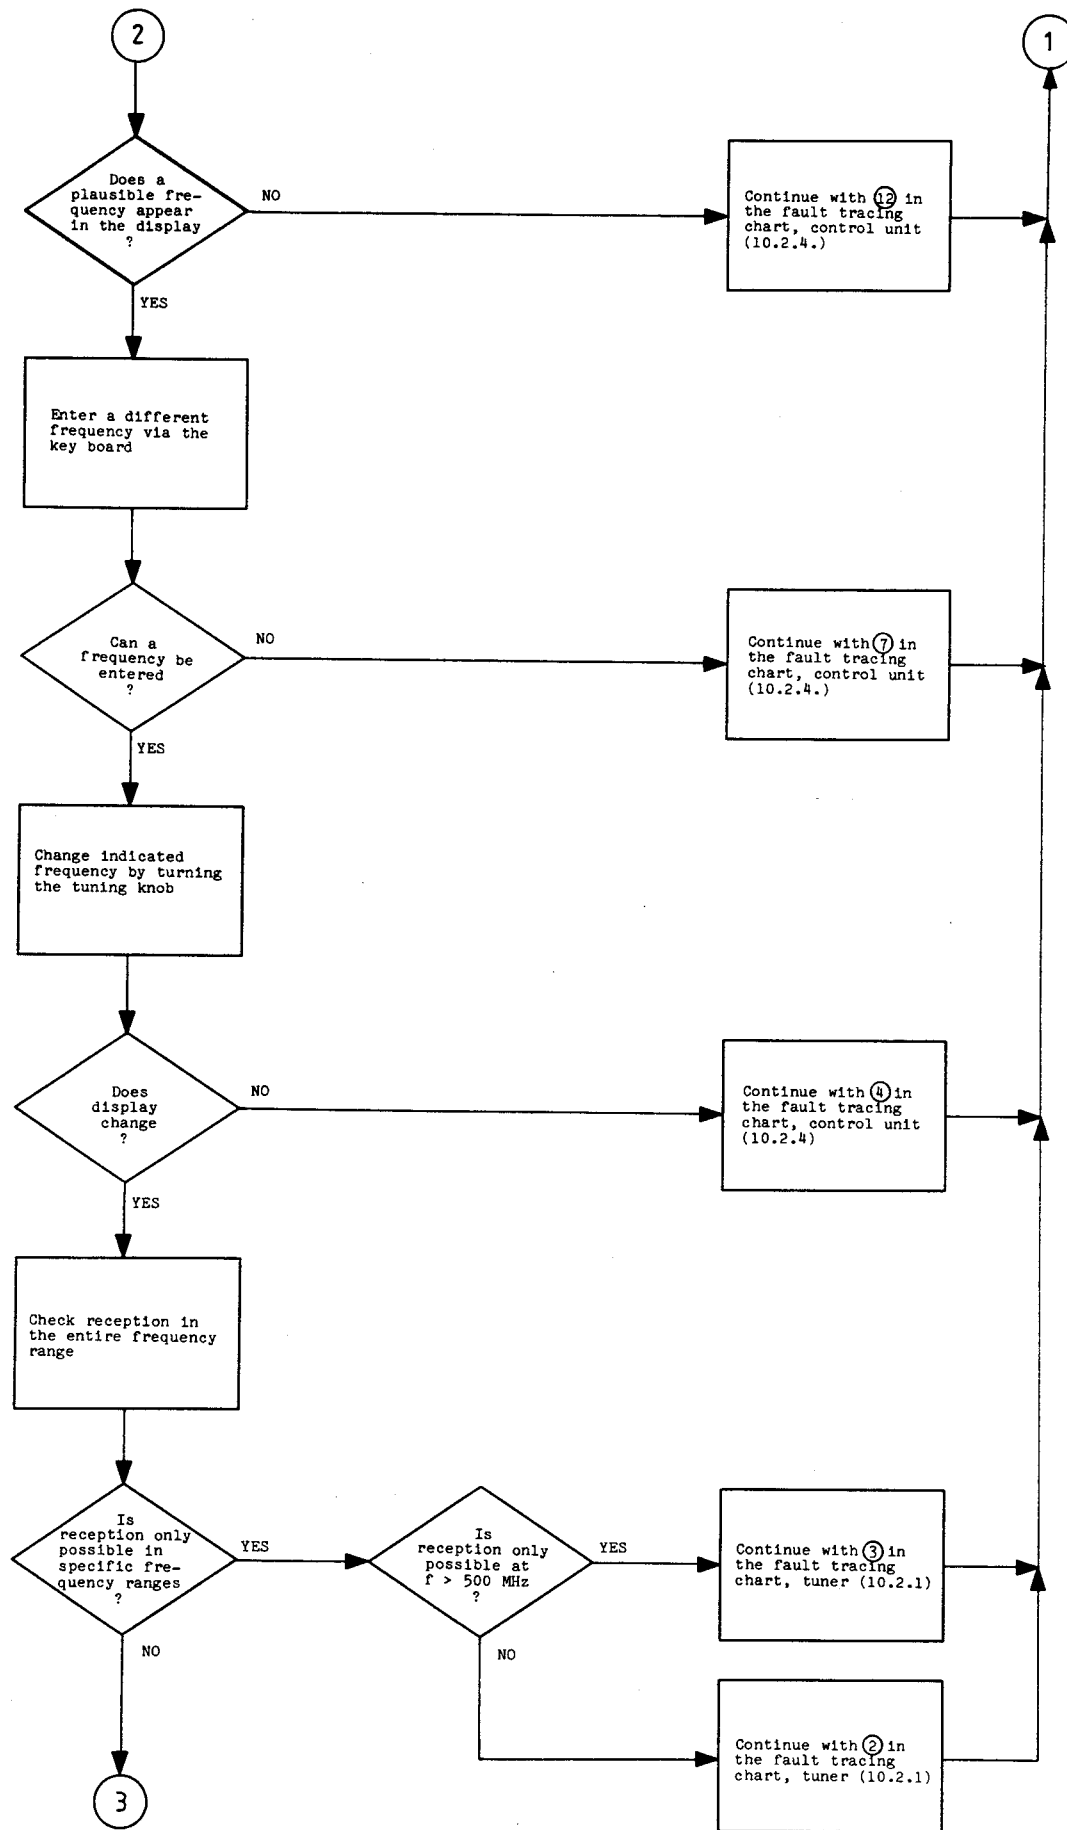 2
1
Does a
plausible fre-
quency appear
in the display
?
NO
Continue with 12 in
the fault tracing
chart, control unit
(10.2.4.)
YES
Enter a different
frequency via the
key board
Can a
frequency be
entered
?
NO
Continue with 7 in
the fault tracing
chart, control unit
(10.2.4.)
YES
Change indicated
frequency by turning
the tuning knob
Does
display
change
?
NO
Continue with 4 in
the fault tracing
chart, control unit
(10.2.4)
YES
Check reception in
the entire frequency
range
Is
reception only
possible in
specific fre-
quency ranges
?
YES
Is
reception only
possible at
f > 500 MHz
?
YES
Continue with 3 in
the fault tracing
chart, tuner (10.2.1)
NO
NO
Continue with 2 in
the fault tracing
chart, tuner (10.2.1)
3